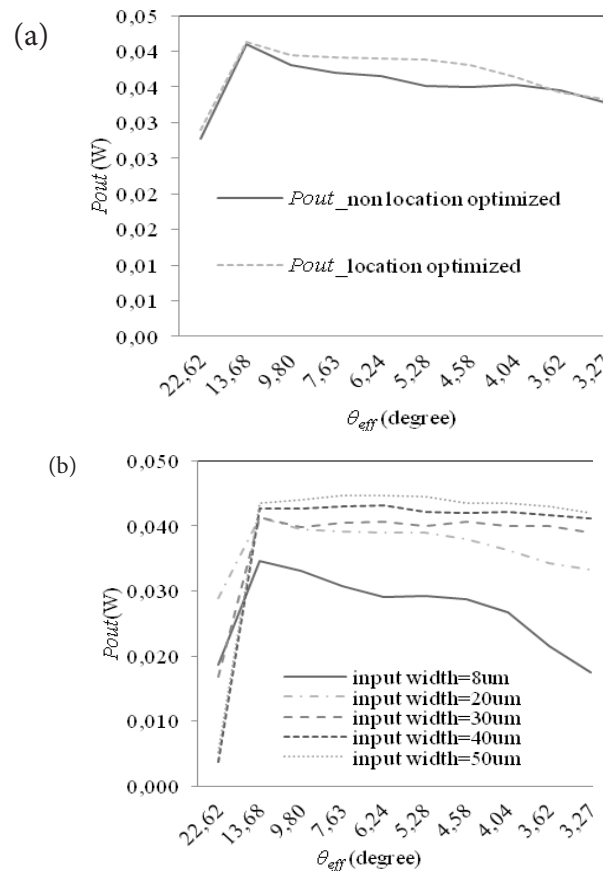 (a)
0,05
0,04
0,04
0,03
0,03
0,02
0,02
0,01
0,01
0,00
Pout (W)
Pout_non location optimized
Pout_location optimized
22,62
13,68
9,80
7,63
6,24
5,28
4,58
4,04
3,62
3,27
θeff (degree)
(b)
0,050
0,040
0,030
0,020
0,010
0,000
Pout(W)
input width=8um
input width=20um
input width=30um
input width=40um
input width=50um
22,62
13,68
9,80
7,63
6,24
5,28
4,58
4,04
3,62
3,27
θeff (degree)